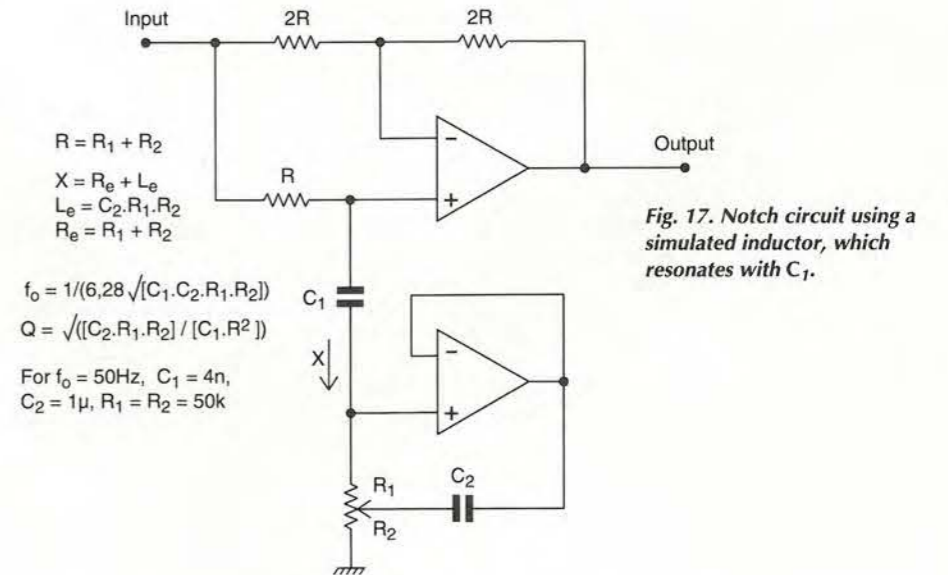 Input
2R
2R
R = R₁ + R₂
X = Rₑ + Lₑ
Lₑ = C₂.R₁.R₂
Rₑ = R₁ + R₂
R
−
+
Output
Fig. 17. Notch circuit using a
simulated inductor, which
resonates with C₁.
fₒ = 1/(6,28 √[C₁.C₂.R₁.R₂])
Q = √([C₂.R₁.R₂] / [C₁.R² ])
For fₒ = 50Hz, C₁ = 4n,
C₂ = 1µ, R₁ = R₂ = 50k
C₁
X
−
+
C₂
R₁
R₂